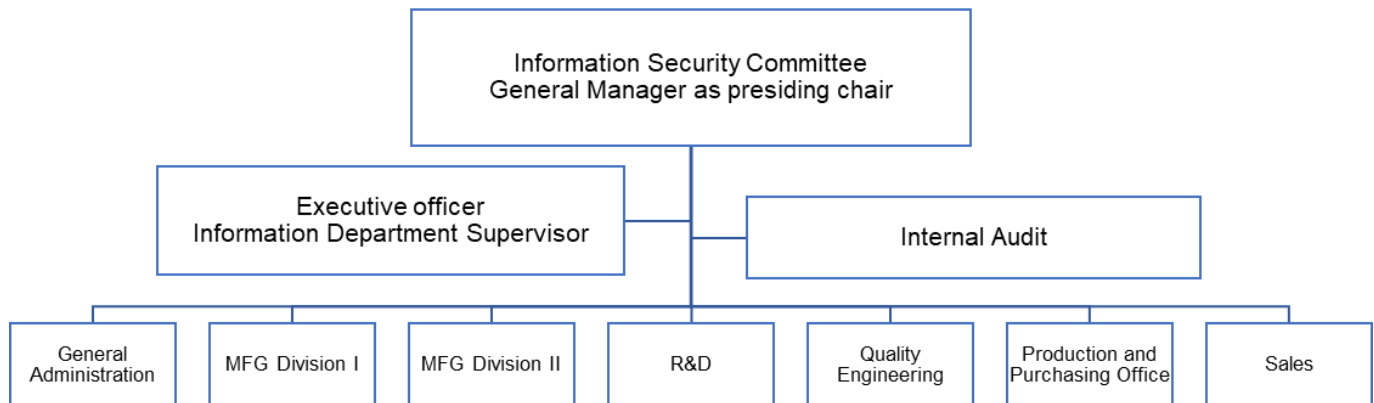 Information Security Committee
General Manager as presiding chair
Executive officer
Information Department Supervisor
Internal Audit
General
Administration
MFG Division I
MFG Division II
R&D
Quality
Engineering
Production and
Purchasing Office
Sales